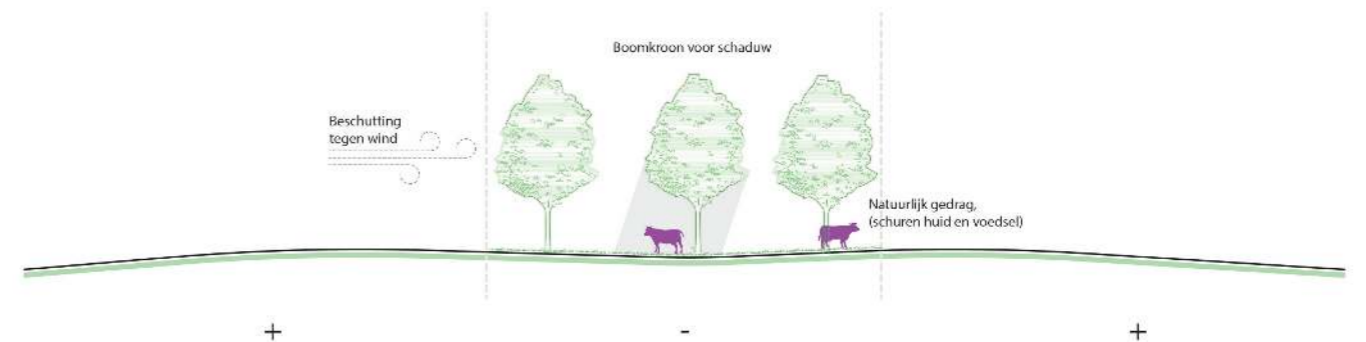 Boomkroon voor schaduw
Beschutting
tegen wind
Natuurlijk gedrag,
(schuren huid en voedsel)
+
-
+